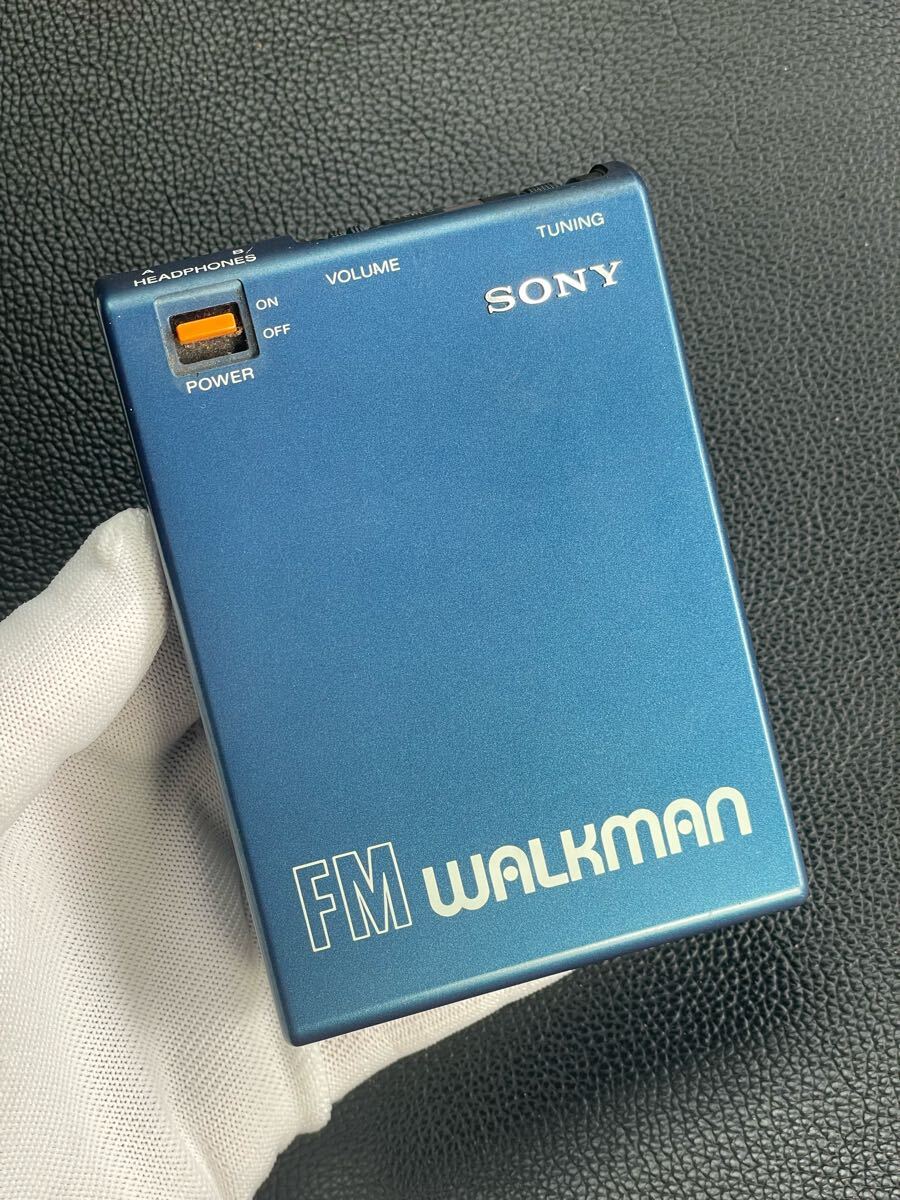 A B
HEADPHONES
VOLUME
TUNING
SONY
ON
OFF
POWER
FM WALKMAN